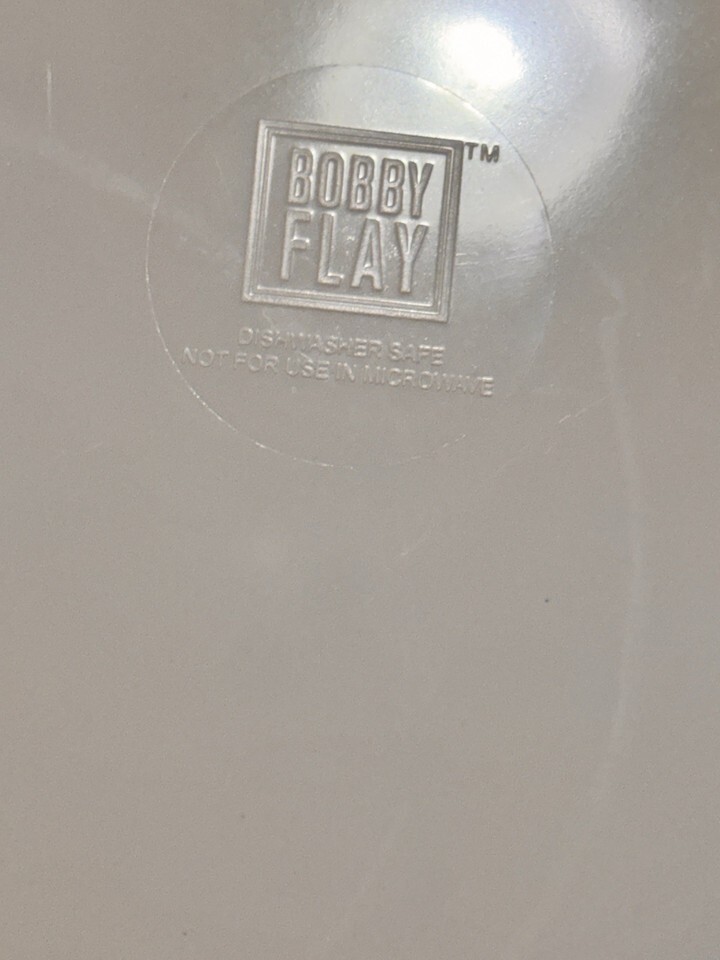 BOBBY
FLAY
TM
DISHWASHER SAFE
NOT FOR USE IN MICROWAVE